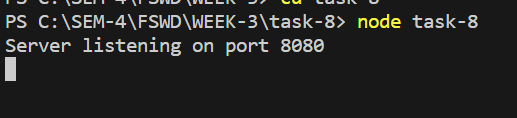 PS C:\SEM-4\FSWD\WEEK-3\task-8> node task-8
Server listening on port 8080